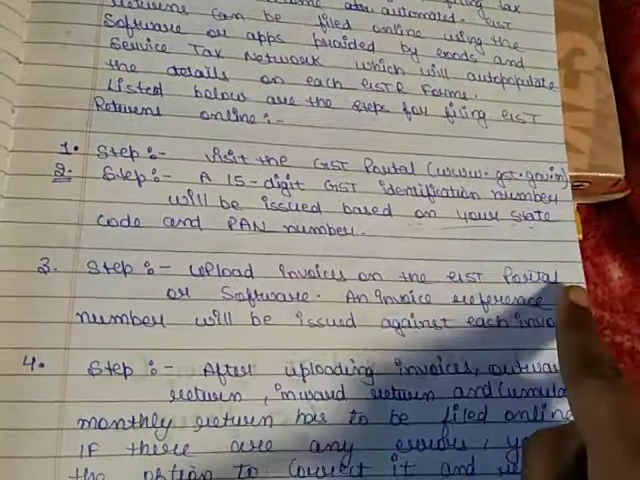 filing tax
Returns can be filed online using the
Software or apps provided by Goods and
Service Tax Network which will autopopulate
the details on each GSTR Forms.
Listed below are the steps for filing GST
Returns online :-
1. Step :- Visit the GST Portal (www.gst.gov.in)
2. Step :- A 15-digit GST identification number
will be issued based on your state
code and PAN number.
3. Step :- Upload invoices on the GST Portal
or Software. An invoice reference
number will be issued against each invo
4. Step :- After uploading invoices, outwa
return, inward return and Cumula
monthly return has to be filed online
If there are any errors, y
the option to correct it and